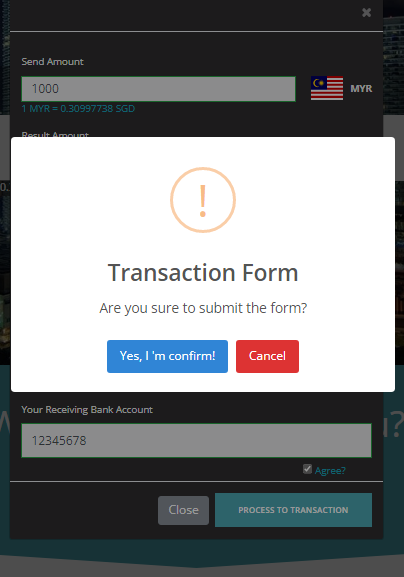 ×
Send Amount
1000
MYR
1 MYR = 0.30997738 SGD
Result Amount
!
Transaction Form
Are you sure to submit the form?
Yes, I 'm confirm!
Cancel
Your Receiving Bank Account
12345678
Agree?
Close
PROCESS TO TRANSACTION